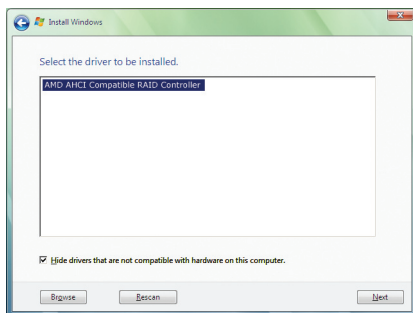 Install Windows
Select the driver to be installed.
AMD AHCI Compatible RAID Controller
Hide drivers that are not compatible with hardware on this computer.
Browse
Rescan
Next